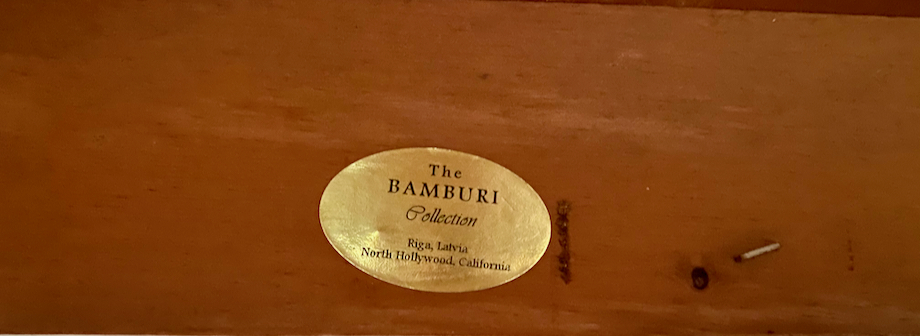 The
BAMBURI
Collection
Riga, Latvia
North Hollywood, California